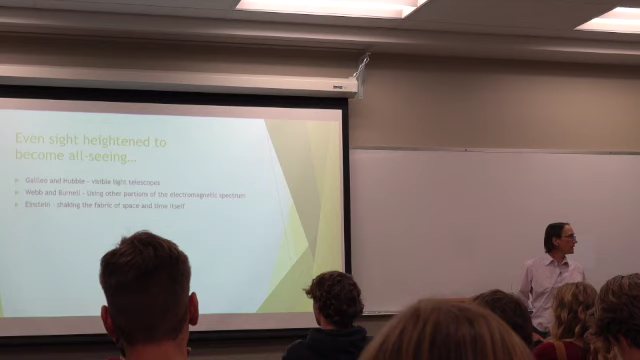 Even sight heightened to
become all-seeing...
Galileo and Hubble - visible light telescopes
Webb and Burnell - Using other portions of the electromagnetic spectrum
Einstein - shaking the fabric of space and time itself